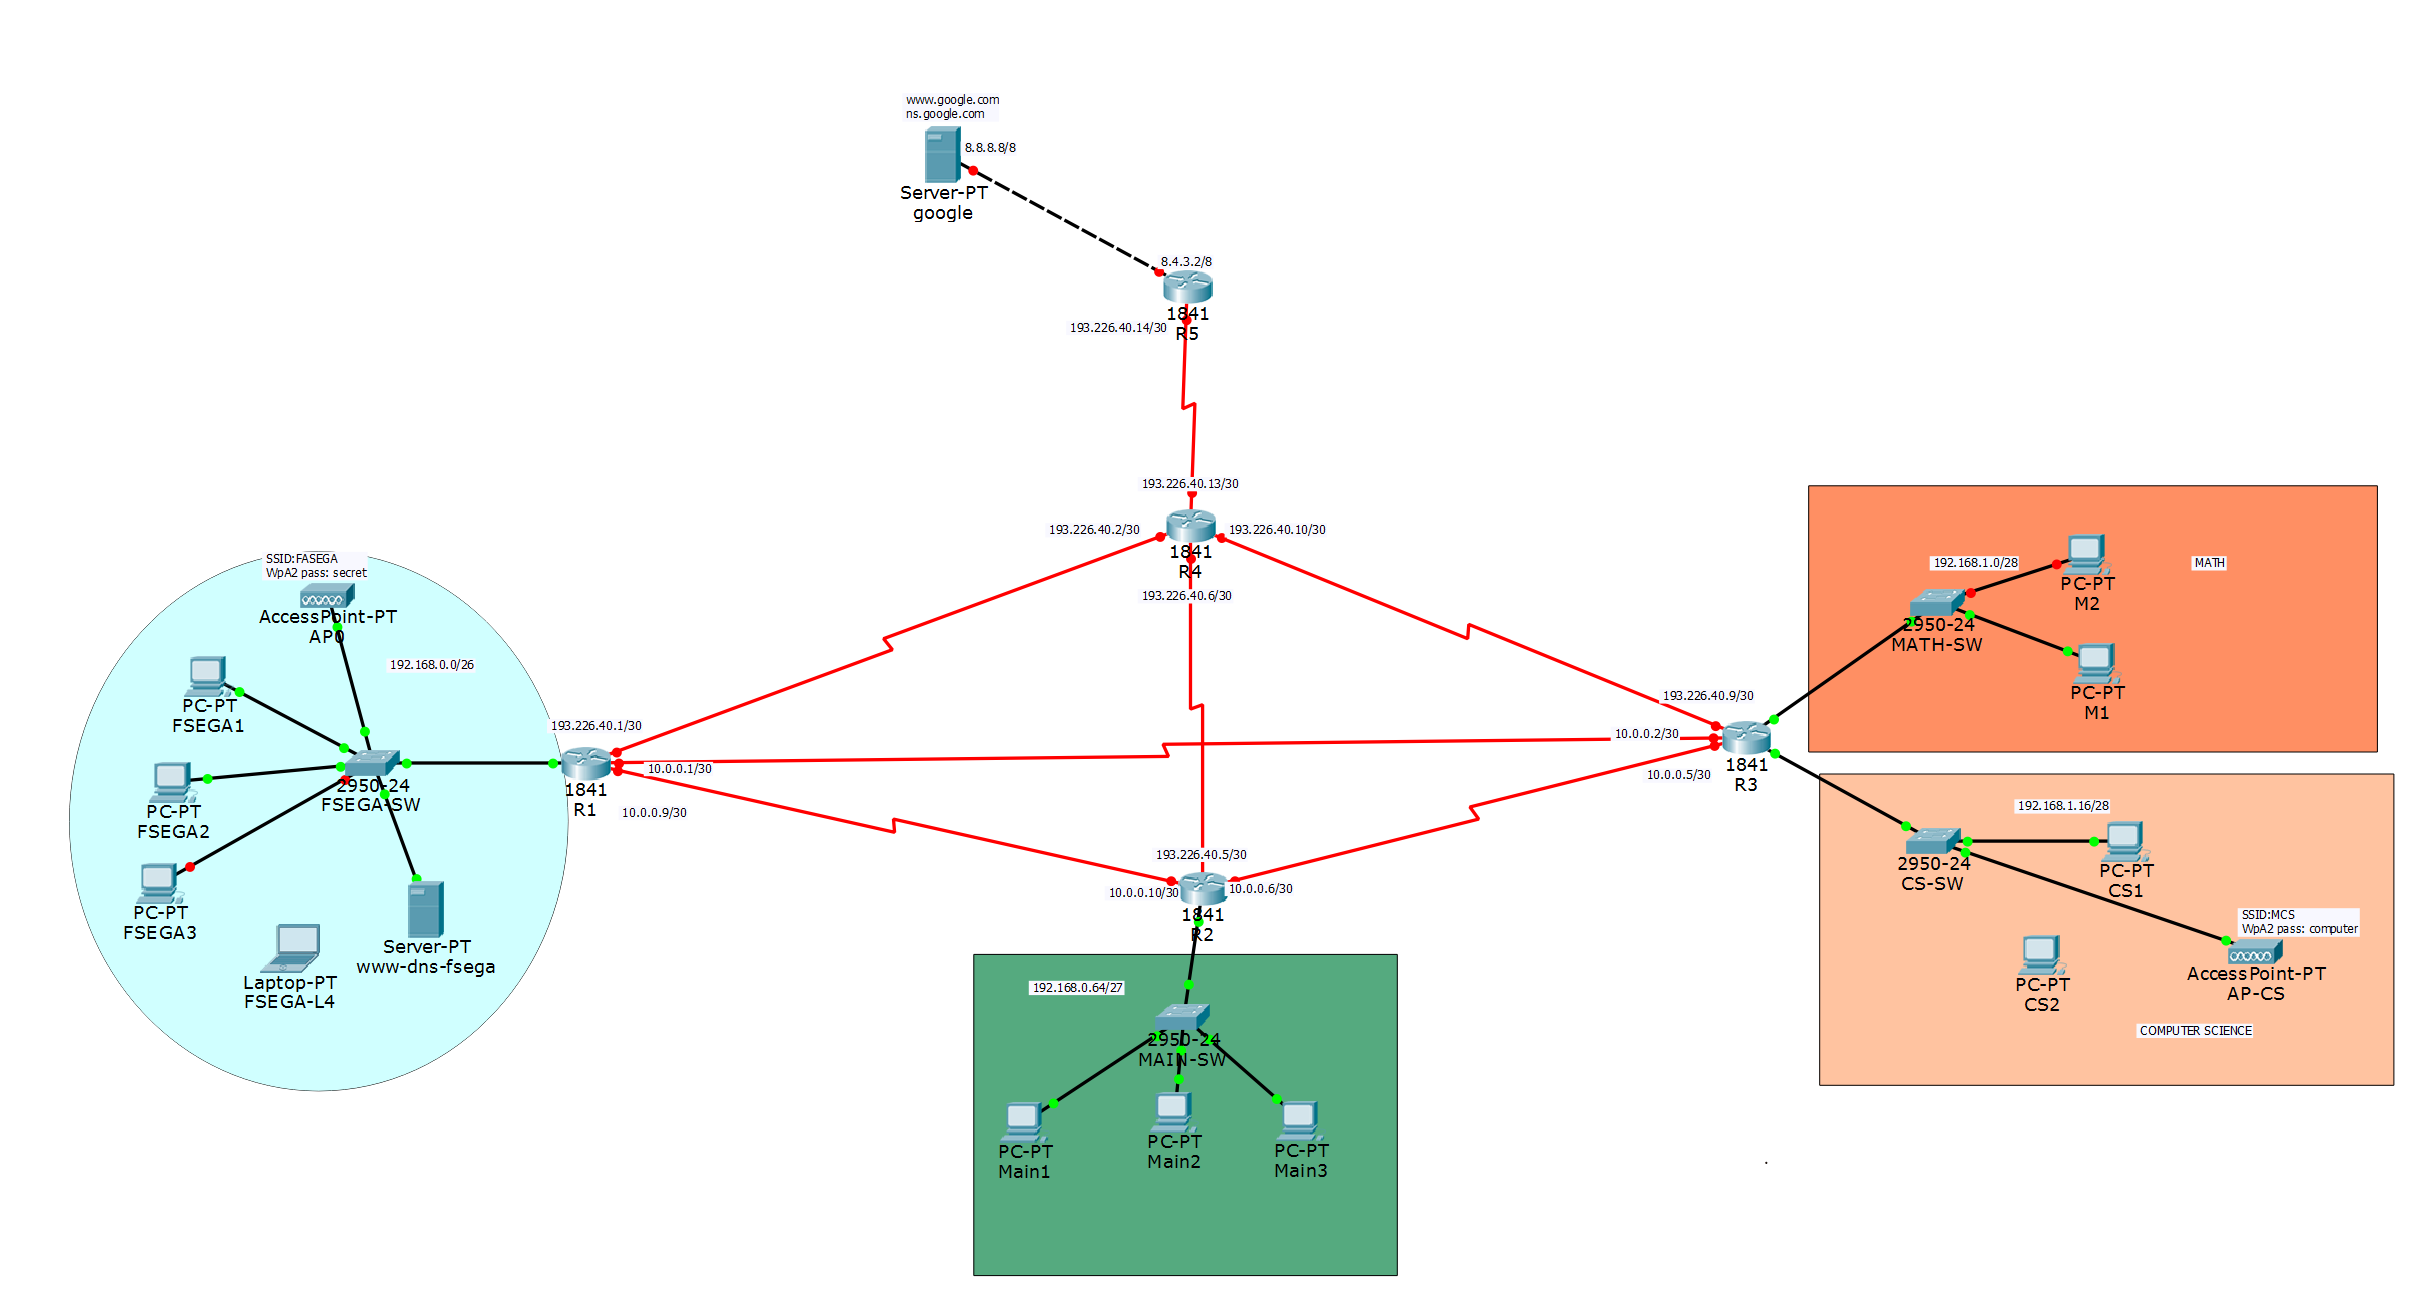 www.google.com
ns.google.com
8.8.8.8/8
Server-PT
google
8.4.3.2/8
1841
R5
193.226.40.14/30
193.226.40.13/30
193.226.40.2/30
193.226.40.10/30
1841
R4
193.226.40.6/30
SSID:FASEGA
WpA2 pass: secret
AccessPoint-PT
AP0
192.168.0.0/26
PC-PT
FSEGA1
2950-24
FSEGA-SW
PC-PT
FSEGA2
PC-PT
FSEGA3
Laptop-PT
FSEGA-L4
Server-PT
www-dns-fsega
193.226.40.1/30
10.0.0.1/30
1841
R1
10.0.0.9/30
193.226.40.9/30
10.0.0.2/30
1841
R3
10.0.0.5/30
193.226.40.5/30
10.0.0.10/30
10.0.0.6/30
1841
R2
192.168.0.64/27
2950-24
MAIN-SW
PC-PT
Main1
PC-PT
Main2
PC-PT
Main3
192.168.1.0/28
MATH
PC-PT
M2
2950-24
MATH-SW
PC-PT
M1
192.168.1.16/28
2950-24
CS-SW
PC-PT
CS1
SSID:MCS
WpA2 pass: computer
AccessPoint-PT
AP-CS
PC-PT
CS2
COMPUTER SCIENCE